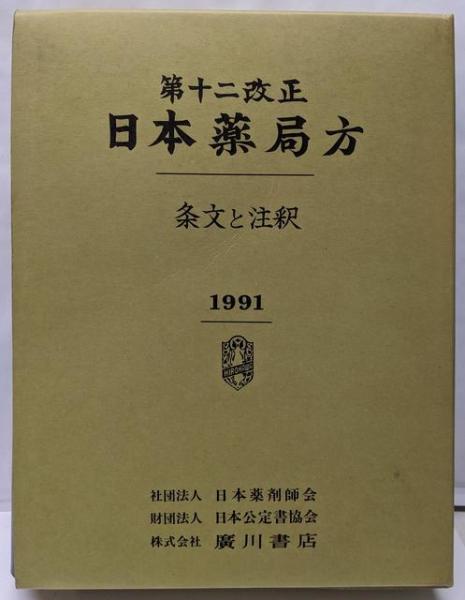 第十二改正
日本薬局方
条文と注釈
1991
HIROKAWA
社団法人 日本薬剤師会
財団法人 日本公定書協会
株式会社 廣川書店